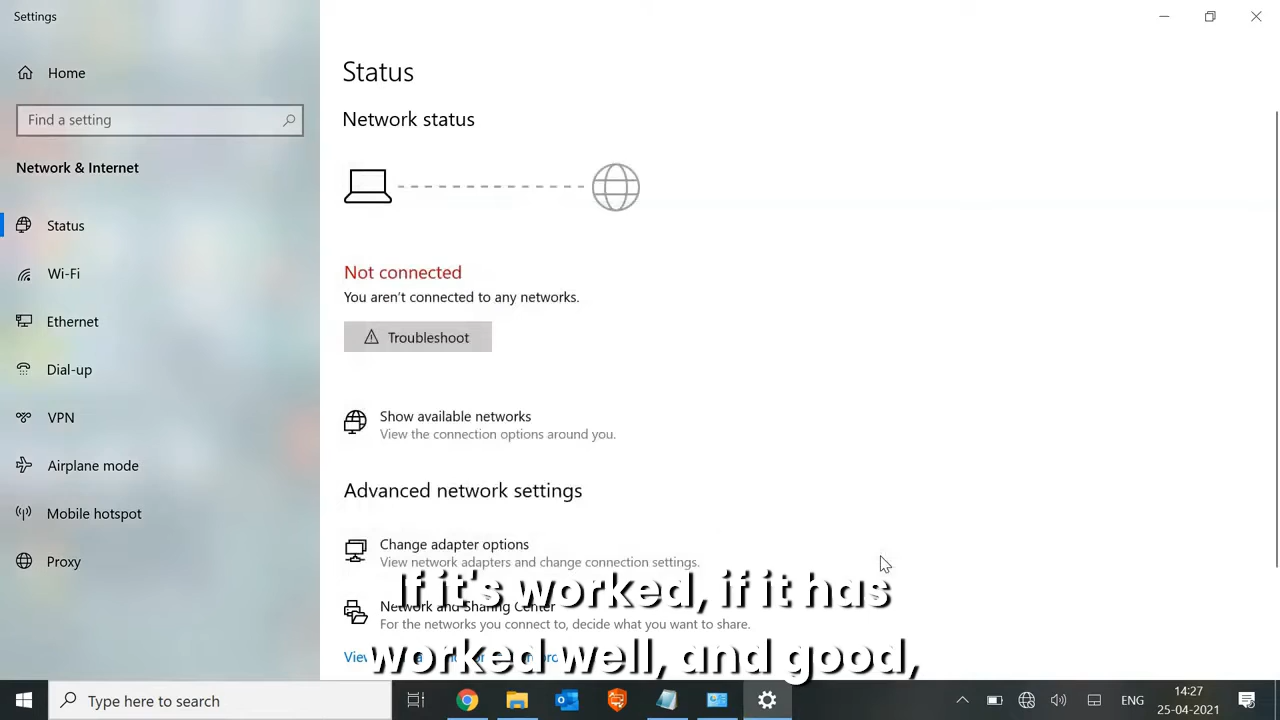 Settings
Home
Find a setting
Network & Internet
Status
Wi-Fi
Ethernet
Dial-up
VPN
Airplane mode
Mobile hotspot
Proxy
Status
Network status
Not connected
You aren't connected to any networks.
Troubleshoot
Show available networks
View the connection options around you.
Advanced network settings
Change adapter options
View network adapters and change connection settings.
Network and Sharing Center
For the networks you connect to, decide what you want to share.
If it's worked, if it has
worked well, and good,
Type here to search
ENG
14:27
25-04-2021